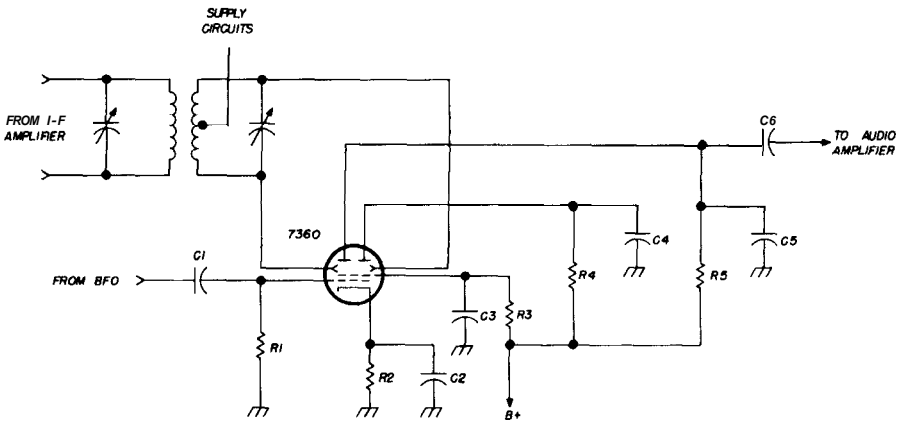 SUPPLY
CIRCUITS
FROM I-F
AMPLIFIER
C6
TO AUDIO
AMPLIFIER
7360
C4
C5
C1
R4
R5
FROM BFO
C3
R3
R1
R2
C2
B+